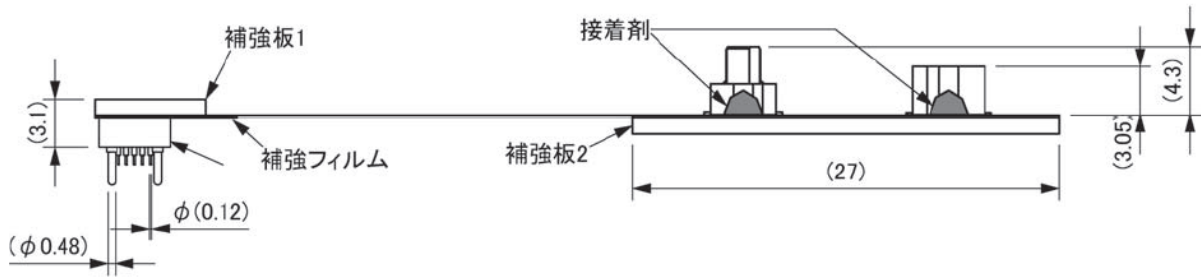 補強板1
接着剤
(3.1)
(4.3)
(3.05)
補強フィルム
補強板2
(27)
φ(0.12)
(φ0.48)